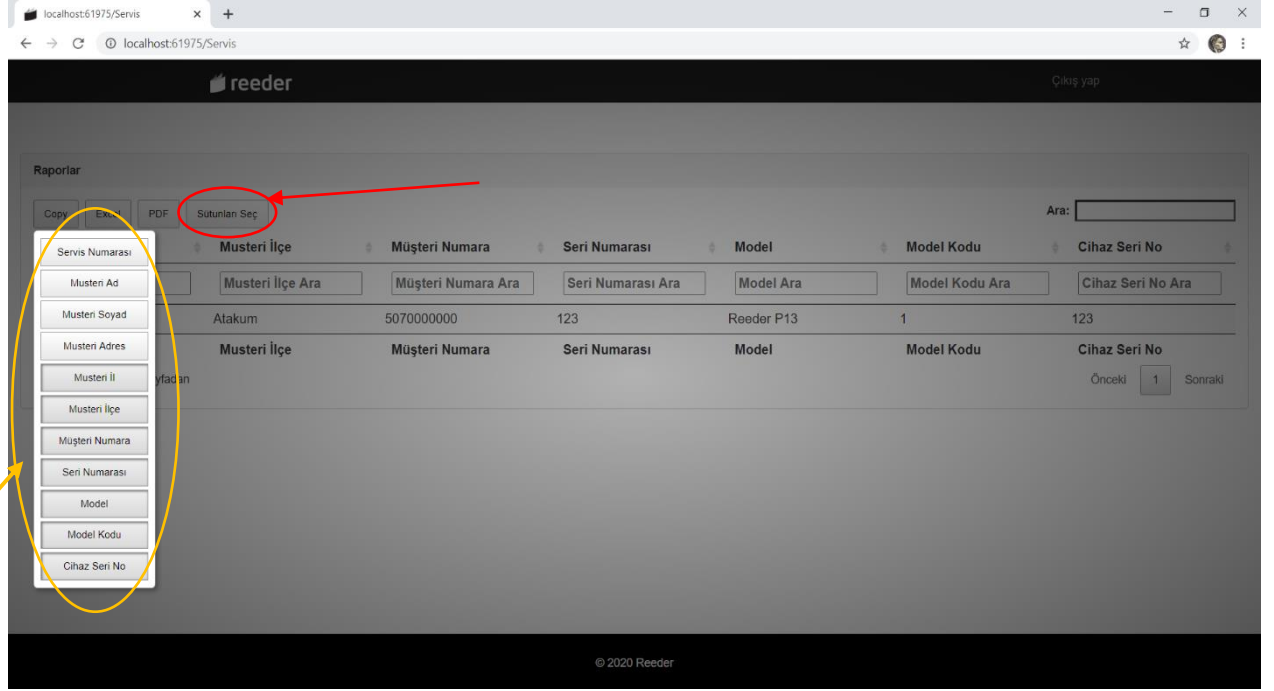 localhost:61975/Servis
localhost:61975/Servis
reeder Çıkış yap
Raporlar
Copy Excel PDF Sütunları Seç Ara:
Servis Numarası
Musteri Ad
Musteri Soyad
Musteri Adres
Musteri İl
Musteri İlçe
Müşteri Numara
Seri Numarası
Model
Model Kodu
Cihaz Seri No
Musteri İlçe Müşteri Numara Seri Numarası Model Model Kodu Cihaz Seri No
Musteri İlçe Ara Müşteri Numara Ara Seri Numarası Ara Model Ara Model Kodu Ara Cihaz Seri No Ara
Atakum 5070000000 123 Reeder P13 1 123
Musteri İlçe Müşteri Numara Seri Numarası Model Model Kodu Cihaz Seri No
yfadan Önceki 1 Sonraki
© 2020 Reeder